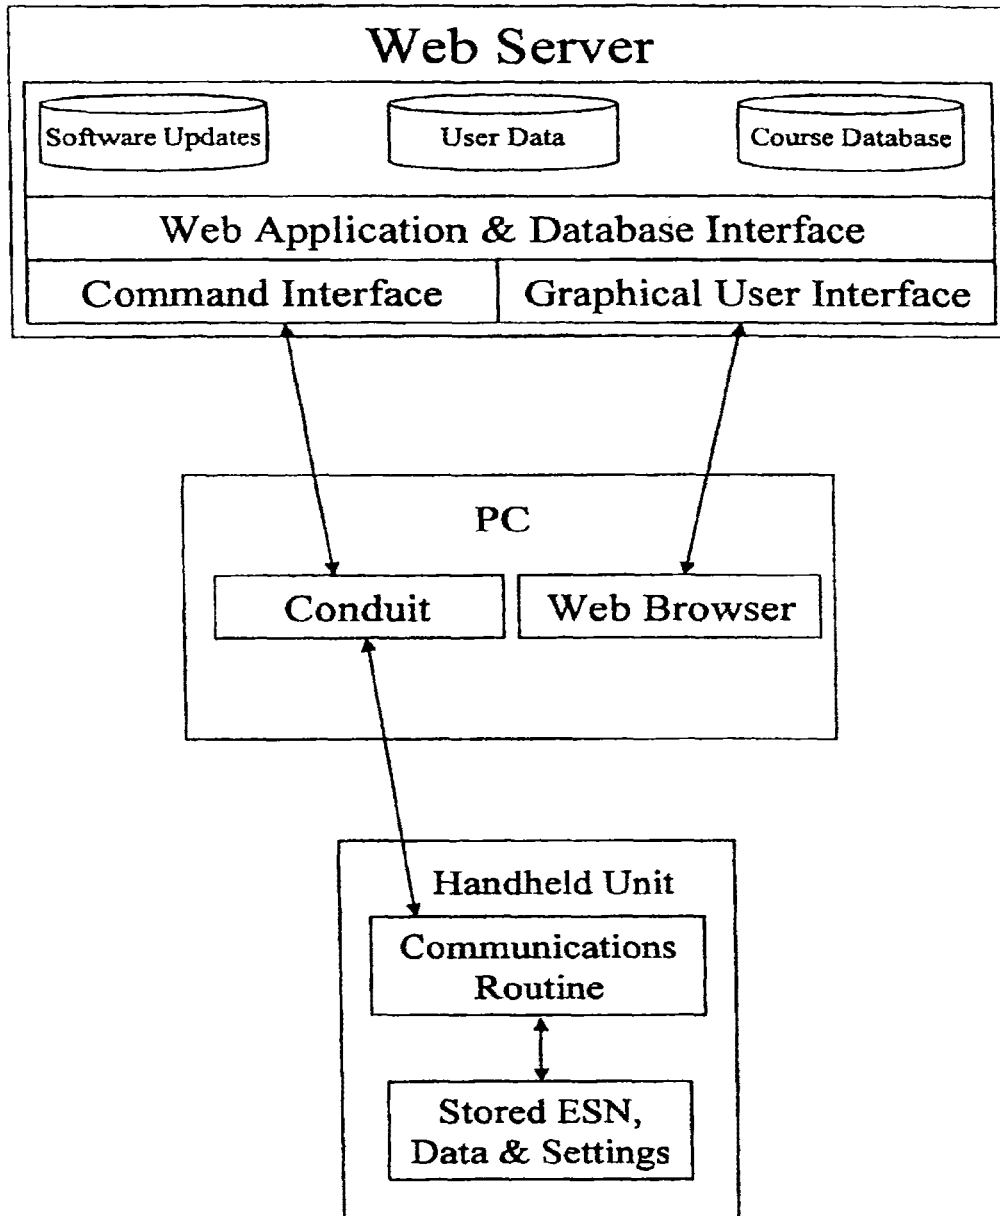 Web Server
Software Updates
User Data
Course Database
Web Application & Database Interface
Command Interface
Graphical User Interface
PC
Conduit
Web Browser
Handheld Unit
Communications
Routine
Stored ESN,
Data & Settings